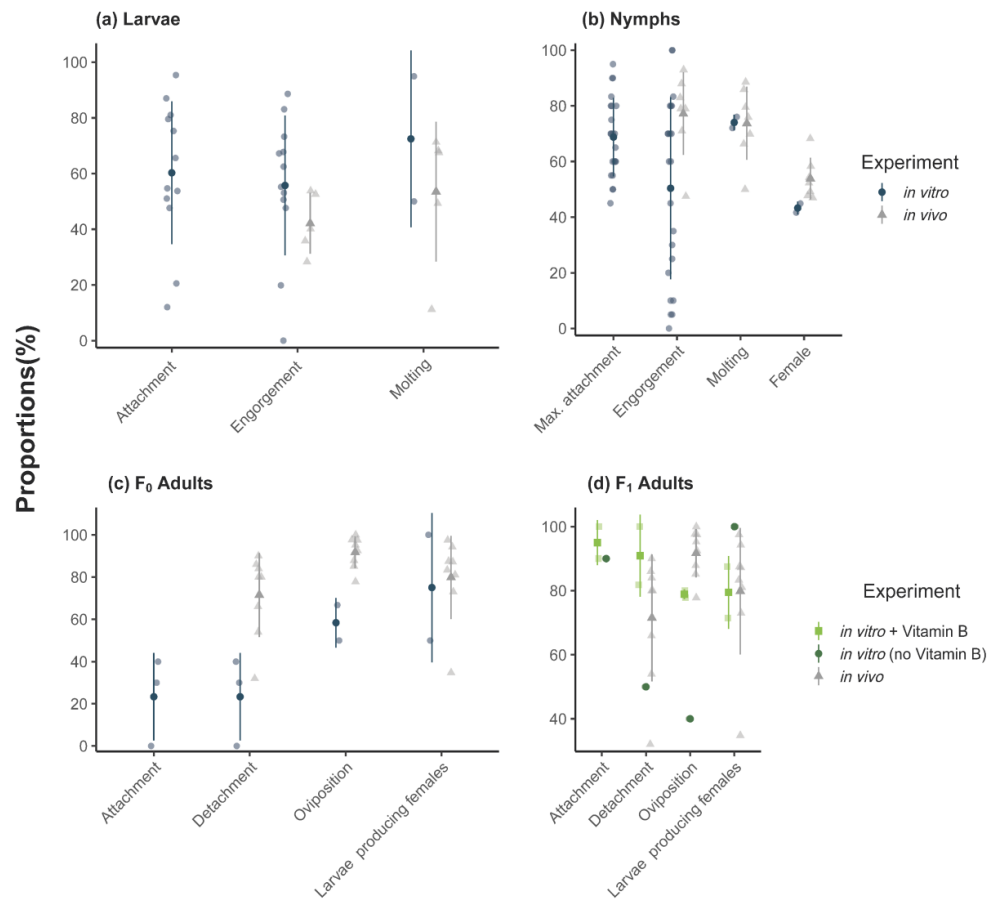 (a) Larvae
100
80
60
40
20
0
Attachment
Engorgement
Molting
(b) Nymphs
100
80
60
40
20
0
Max. attachment
Engorgement
Molting
Female
Experiment
in vitro
in vivo
Proportions(%)
(c) F₀ Adults
100
80
60
40
20
0
Attachment
Detachment
Oviposition
Larvae producing females
(d) F₁ Adults
100
80
60
40
Attachment
Detachment
Oviposition
Larvae producing females
Experiment
in vitro + Vitamin B
in vitro (no Vitamin B)
in vivo